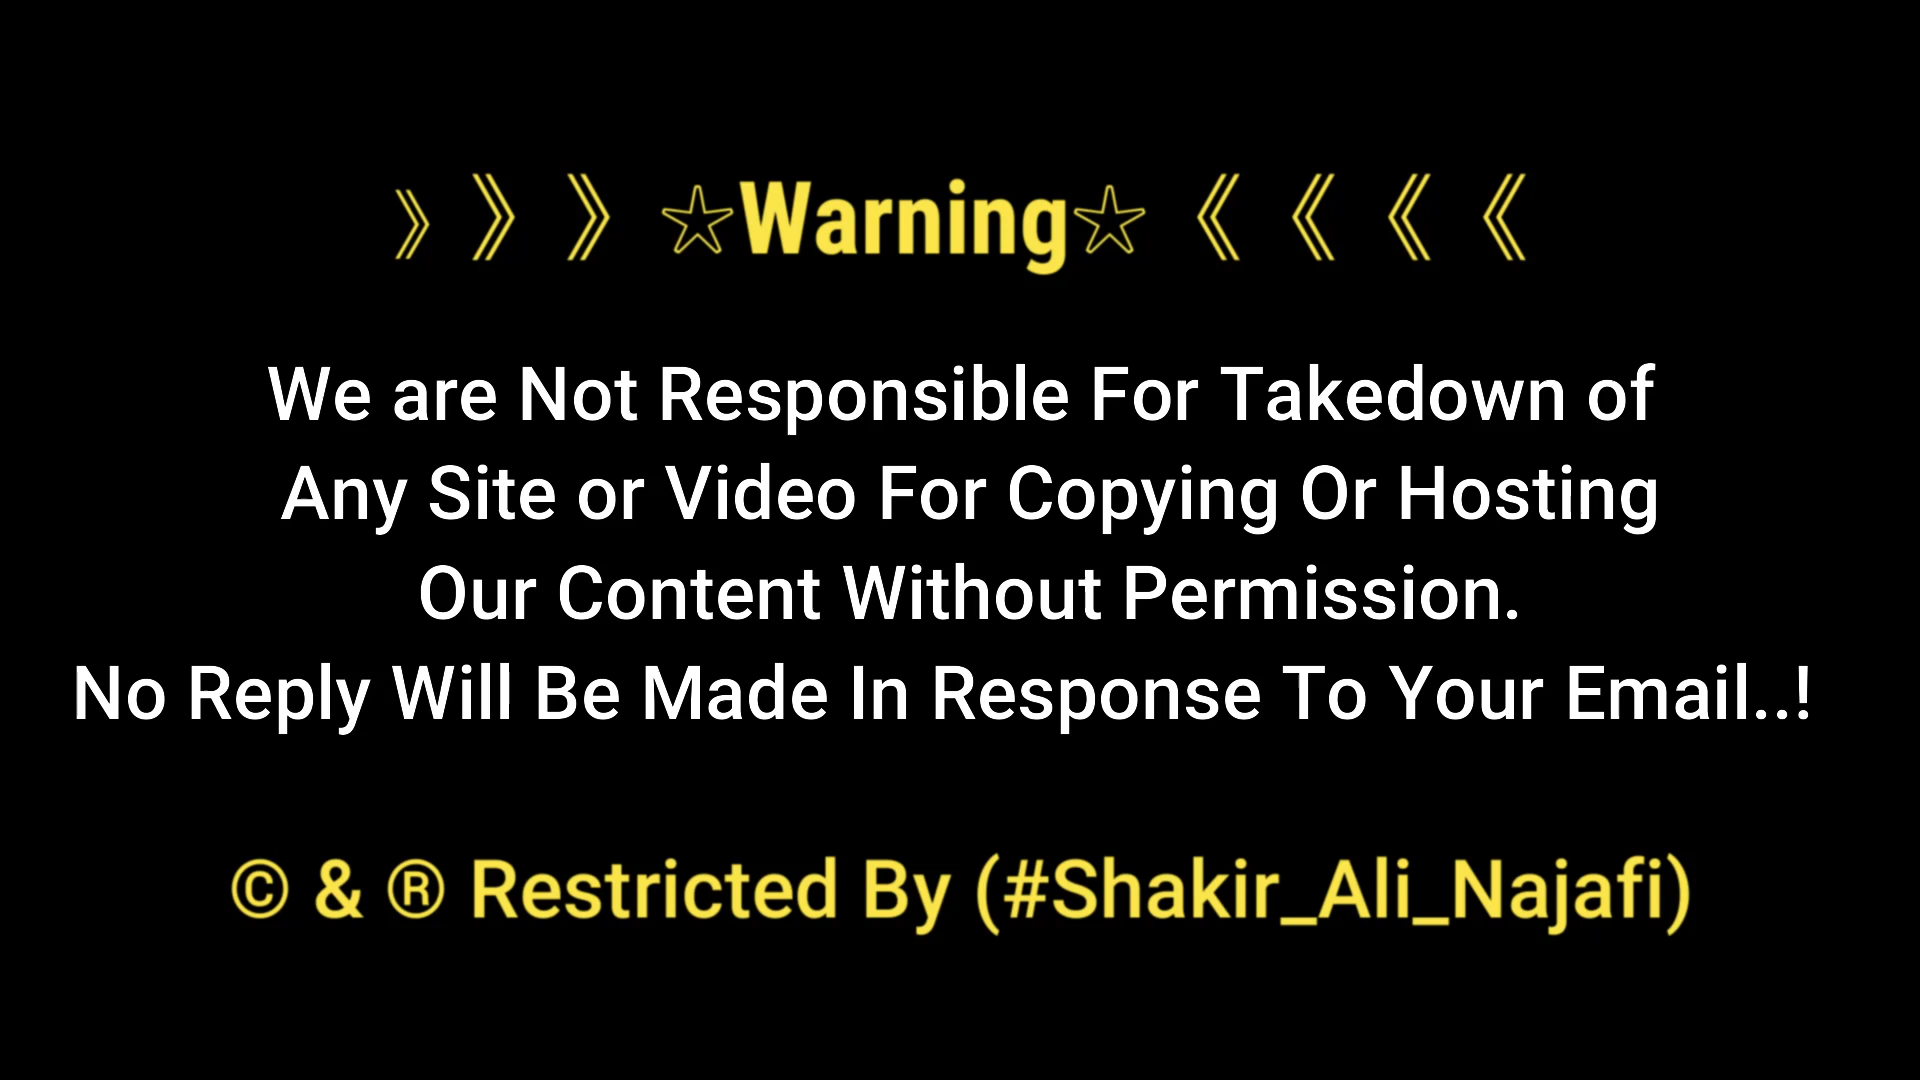 》》》☆Warning☆《《《《
We are Not Responsible For Takedown of
Any Site or Video For Copying Or Hosting
Our Content Without Permission.
No Reply Will Be Made In Response To Your Email..!
© & ® Restricted By (#Shakir_Ali_Najafi)